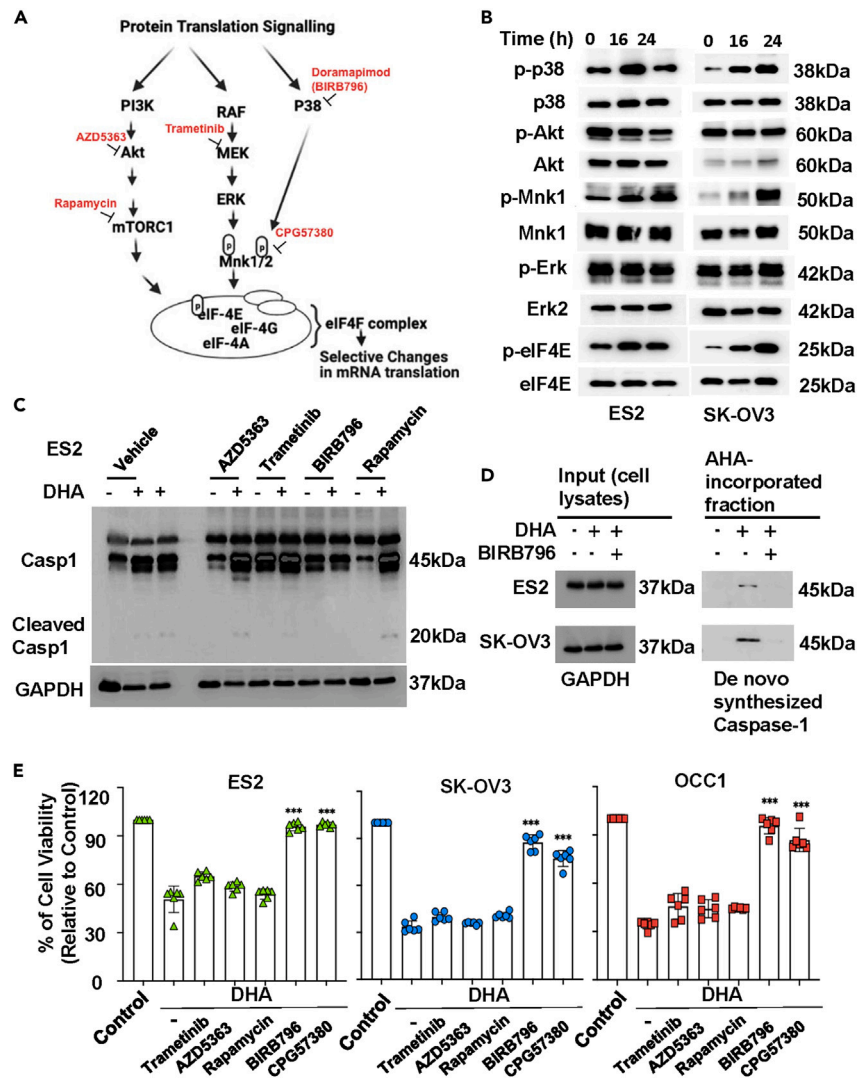 A
Protein Translation Signalling
Doramapimod
(BIRB796)
PI3K
RAF
P38
AZD5363
Trametinib
Akt
MEK
Rapamycin
ERK
mTORC1
CPG57380
p
p
Mnk1/2
p
eIF-4E
eIF-4G
eIF-4A
eIF4F complex
Selective Changes
in mRNA translation
B
Time (h) 0 16 24 0 16 24
p-p38 38kDa
p38 38kDa
p-Akt 60kDa
Akt 60kDa
p-Mnk1 50kDa
Mnk1 50kDa
p-Erk 42kDa
Erk2 42kDa
p-eIF4E 25kDa
eIF4E 25kDa
ES2 SK-OV3
C
ES2
Vehicle AZD5363 Trametinib BIRB796 Rapamycin
DHA - + + - + - + - + - +
Casp1 45kDa
Cleaved
Casp1 20kDa
GAPDH 37kDa
D
Input (cell
lysates)
AHA-
incorporated
fraction
DHA - + + - + +
BIRB796 - - + - - +
ES2 37kDa 45kDa
SK-OV3 37kDa 45kDa
GAPDH
De novo
synthesized
Caspase-1
E
ES2 SK-OV3 OCC1
% of Cell Viability
(Relative to Control)
120
90
60
30
0
*** ***
*** ***
*** ***
DHA DHA DHA
Control - Trametinib AZD5363 Rapamycin BIRB796 CPG57380
Control - Trametinib AZD5363 Rapamycin BIRB796 CPG57380
Control - Trametinib AZD5363 Rapamycin BIRB796 CPG57380